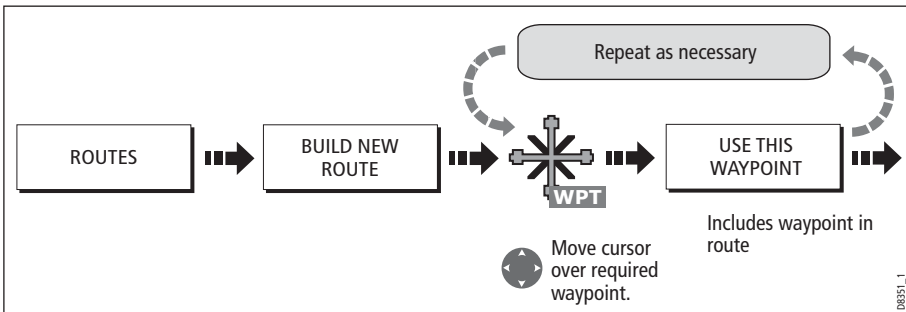 Repeat as necessary
ROUTES
BUILD NEW
ROUTE
WPT
USE THIS
WAYPOINT
Includes waypoint in
route
Move cursor
over required
waypoint.
D8351_1